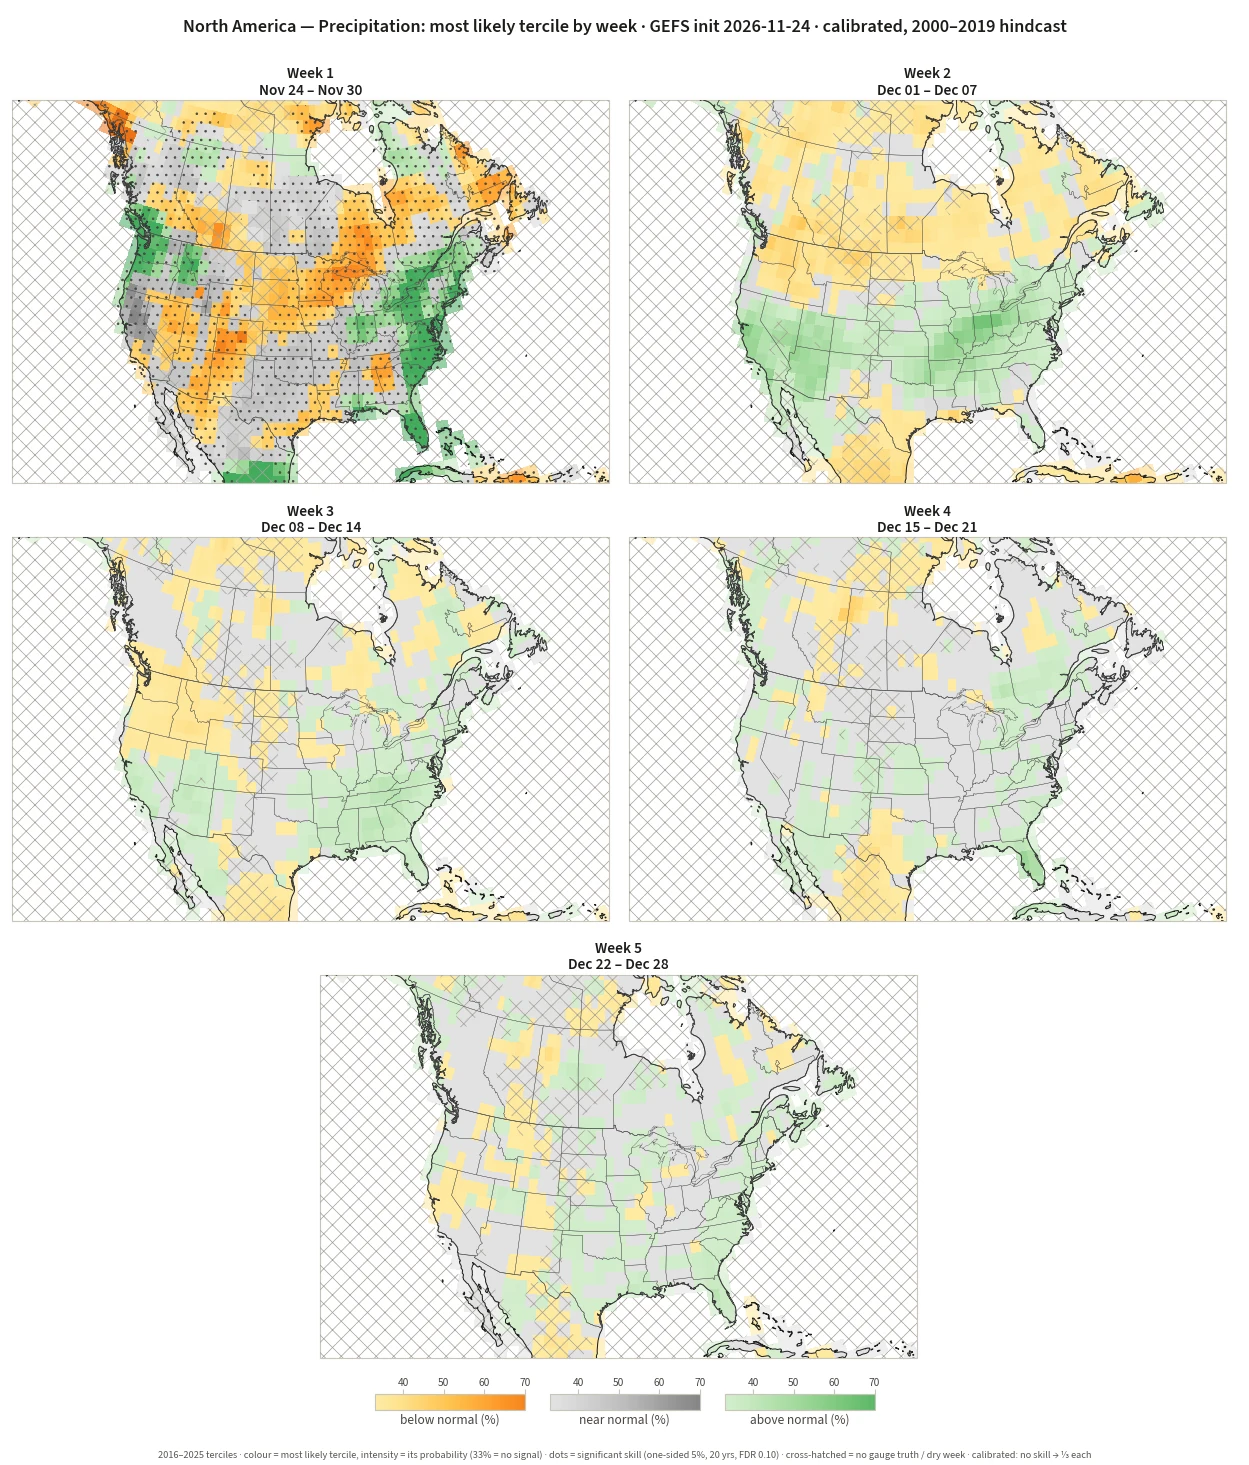 North America — Precipitation: most likely tercile by week · GEFS init 2026-11-24 · calibrated, 2000–2019 hindcast
Week 1
Nov 24 – Nov 30
Week 2
Dec 01 – Dec 07
Week 3
Dec 08 – Dec 14
Week 4
Dec 15 – Dec 21
Week 5
Dec 22 – Dec 28
40 50 60 70
below normal (%)
40 50 60 70
near normal (%)
40 50 60 70
above normal (%)
2016–2025 terciles · colour = most likely tercile, intensity = its probability (33% = no signal) · dots = significant skill (one-sided 5%, 20 yrs, FDR 0.10) · cross-hatched = no gauge truth / dry week · calibrated: no skill → ⅓ each